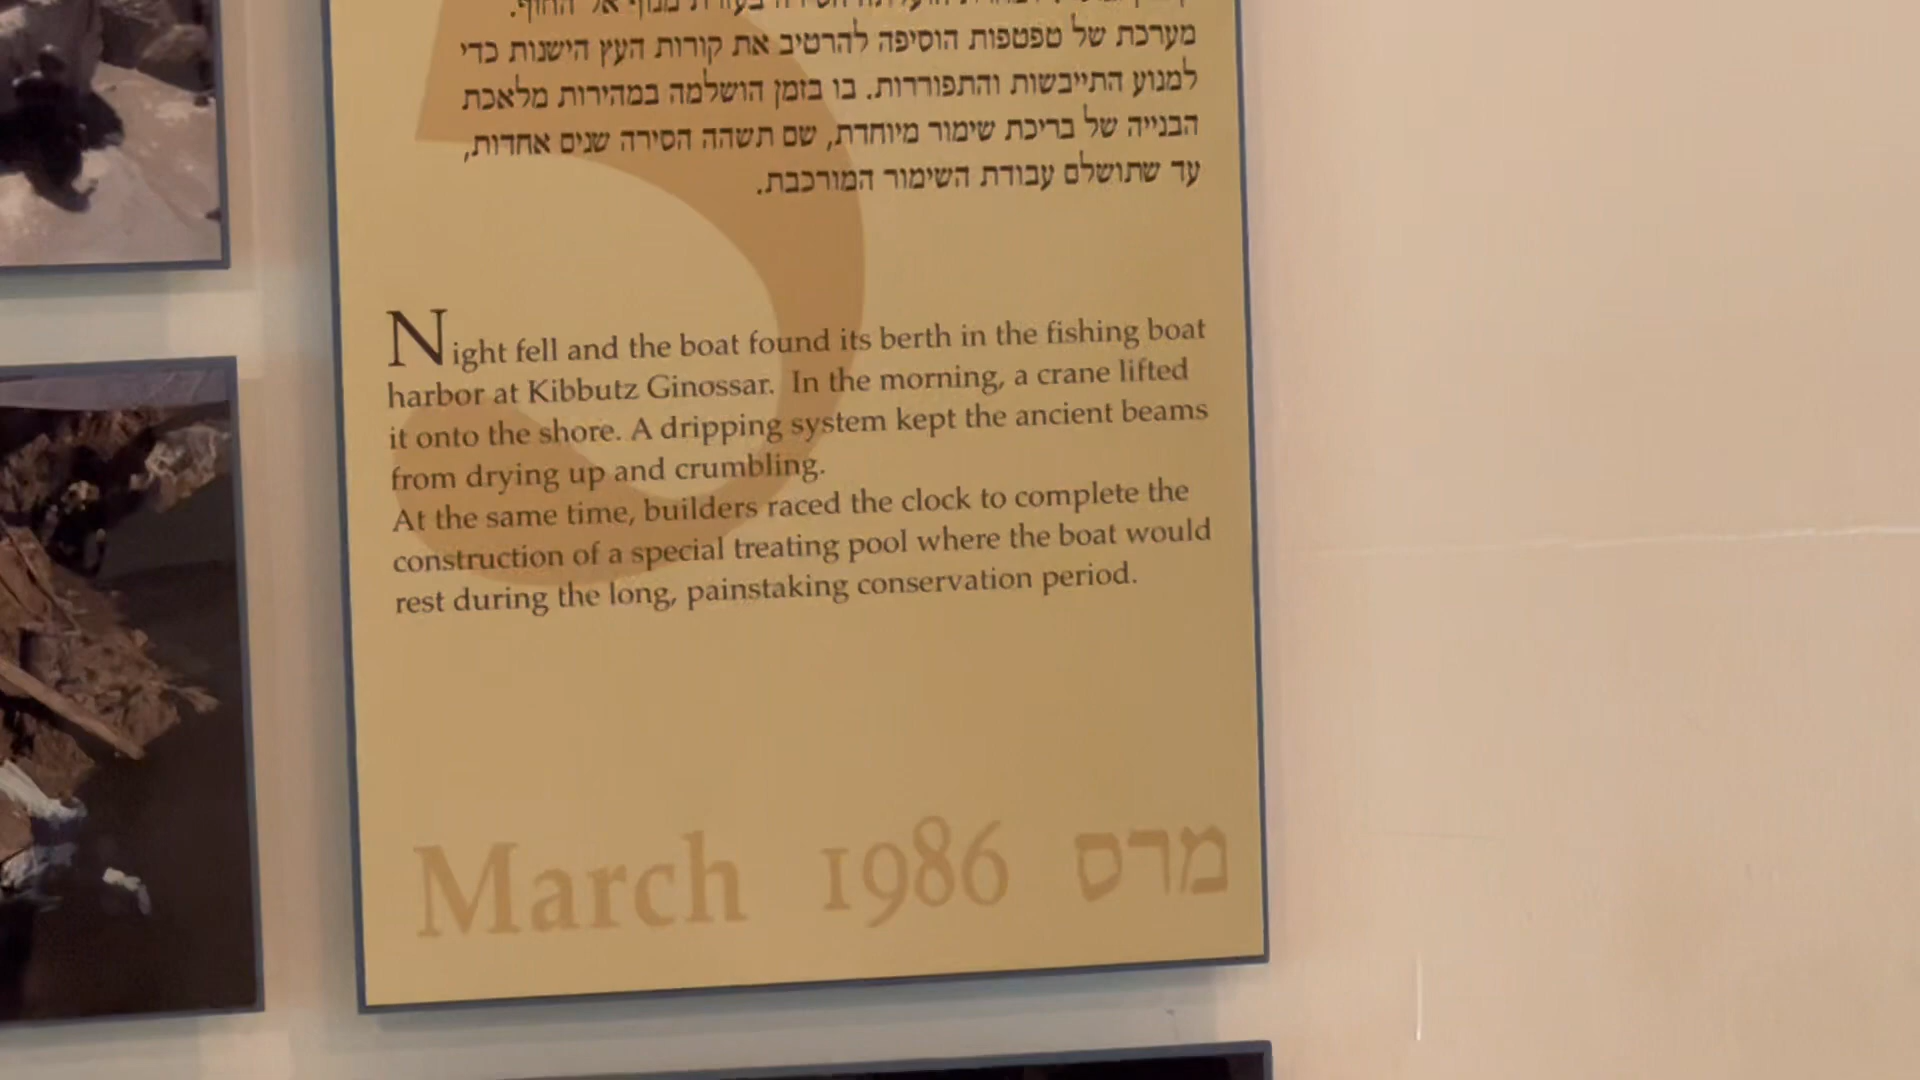 מערכת של טפטפות הוסיפה להרטיב את קורות העץ הישנות כדי
למנוע התייבשות והתפוררות. בו בזמן הושלמה במהירות מלאכת
הבנייה של בריכת שימור מיוחדת, שם תשהה הסירה שנים אחדות,
עד שתושלם עבודת השימור המורכבת.
Night fell and the boat found its berth in the fishing boat
harbor at Kibbutz Ginossar. In the morning, a crane lifted
it onto the shore. A dripping system kept the ancient beams
from drying up and crumbling.
At the same time, builders raced the clock to complete the
construction of a special treating pool where the boat would
rest during the long, painstaking conservation period.
March 1986 מרס
5